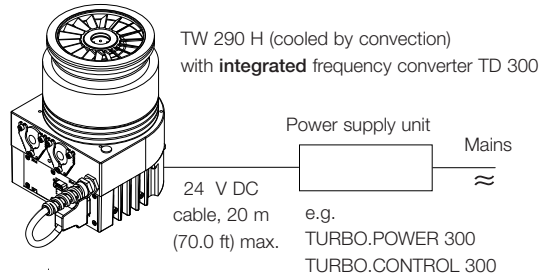 TW 290 H (cooled by convection)
with integrated frequency converter TD 300
Power supply unit
Mains
≈
24 V DC
cable, 20 m
(70.0 ft) max.
e.g.
TURBO.POWER 300
TURBO.CONTROL 300